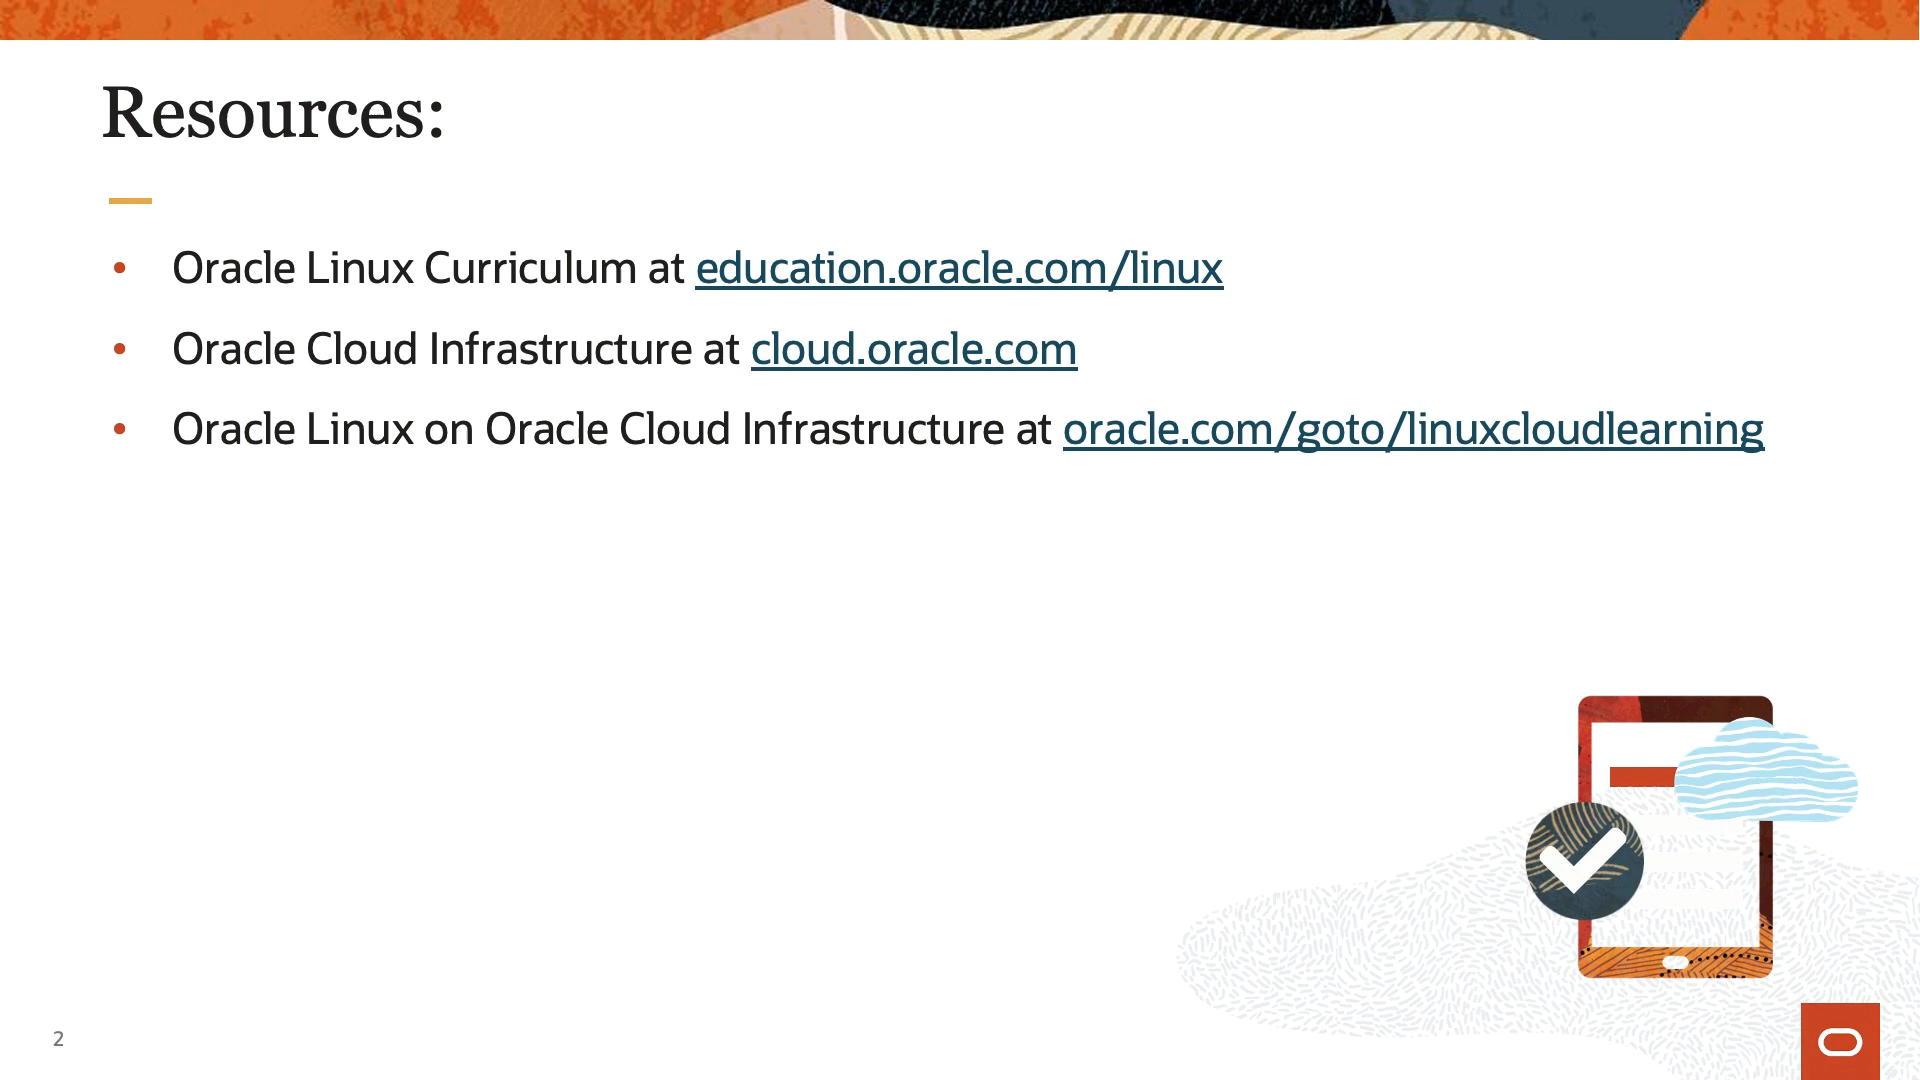 Resources:
• Oracle Linux Curriculum at education.oracle.com/linux
• Oracle Cloud Infrastructure at cloud.oracle.com
• Oracle Linux on Oracle Cloud Infrastructure at oracle.com/goto/linuxcloudlearning
2